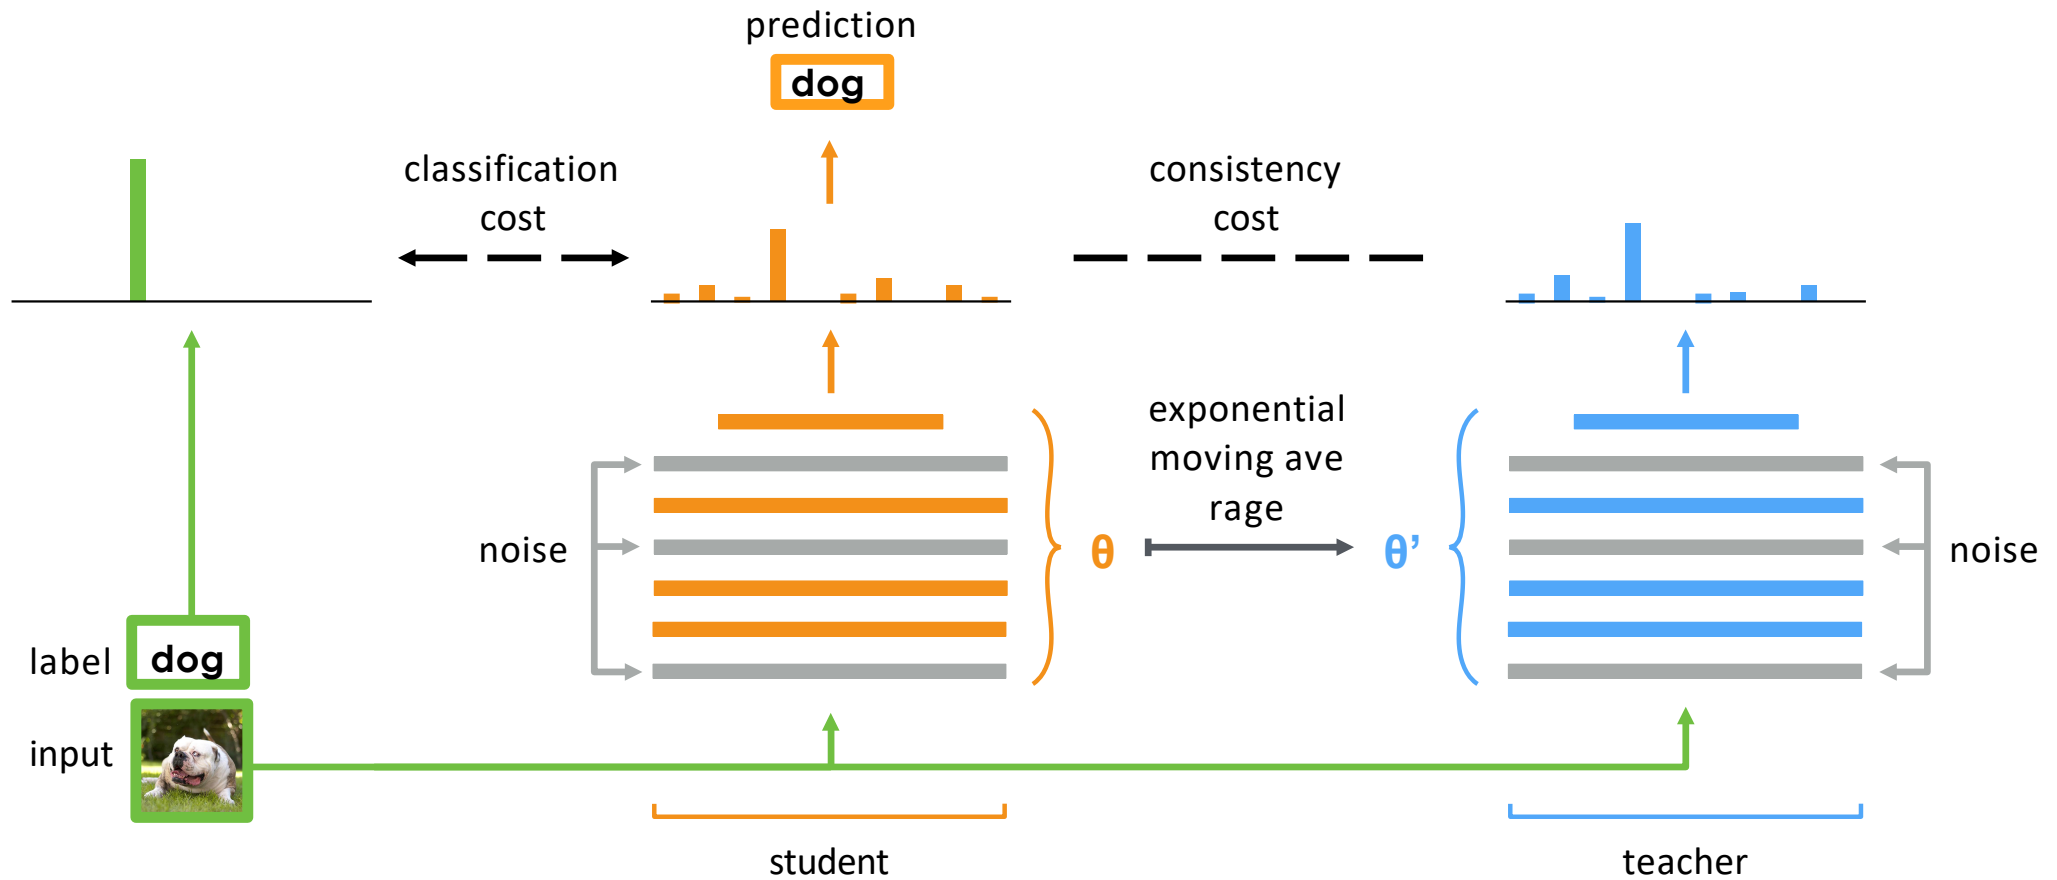 prediction
dog
classification
cost
consistency
cost
exponential
moving ave
rage
noise
θ
θ’
noise
label
dog
input
student
teacher